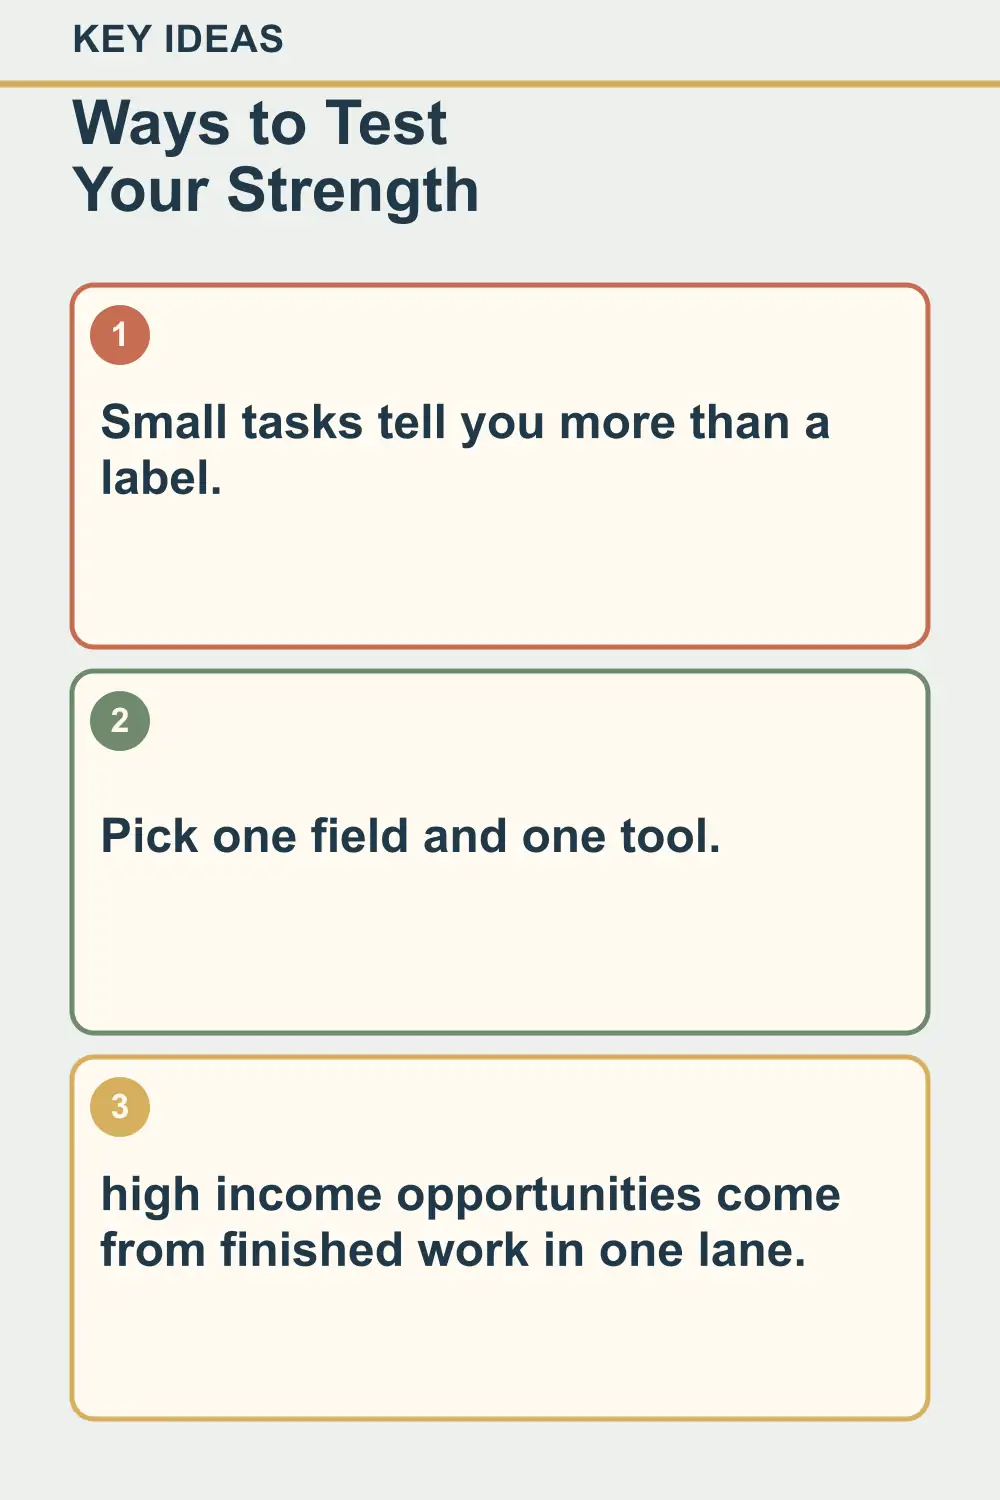 KEY IDEAS
Ways to Test
Your Strength
1
Small tasks tell you more than a
label.
2
Pick one field and one tool.
3
high income opportunities come
from finished work in one lane.